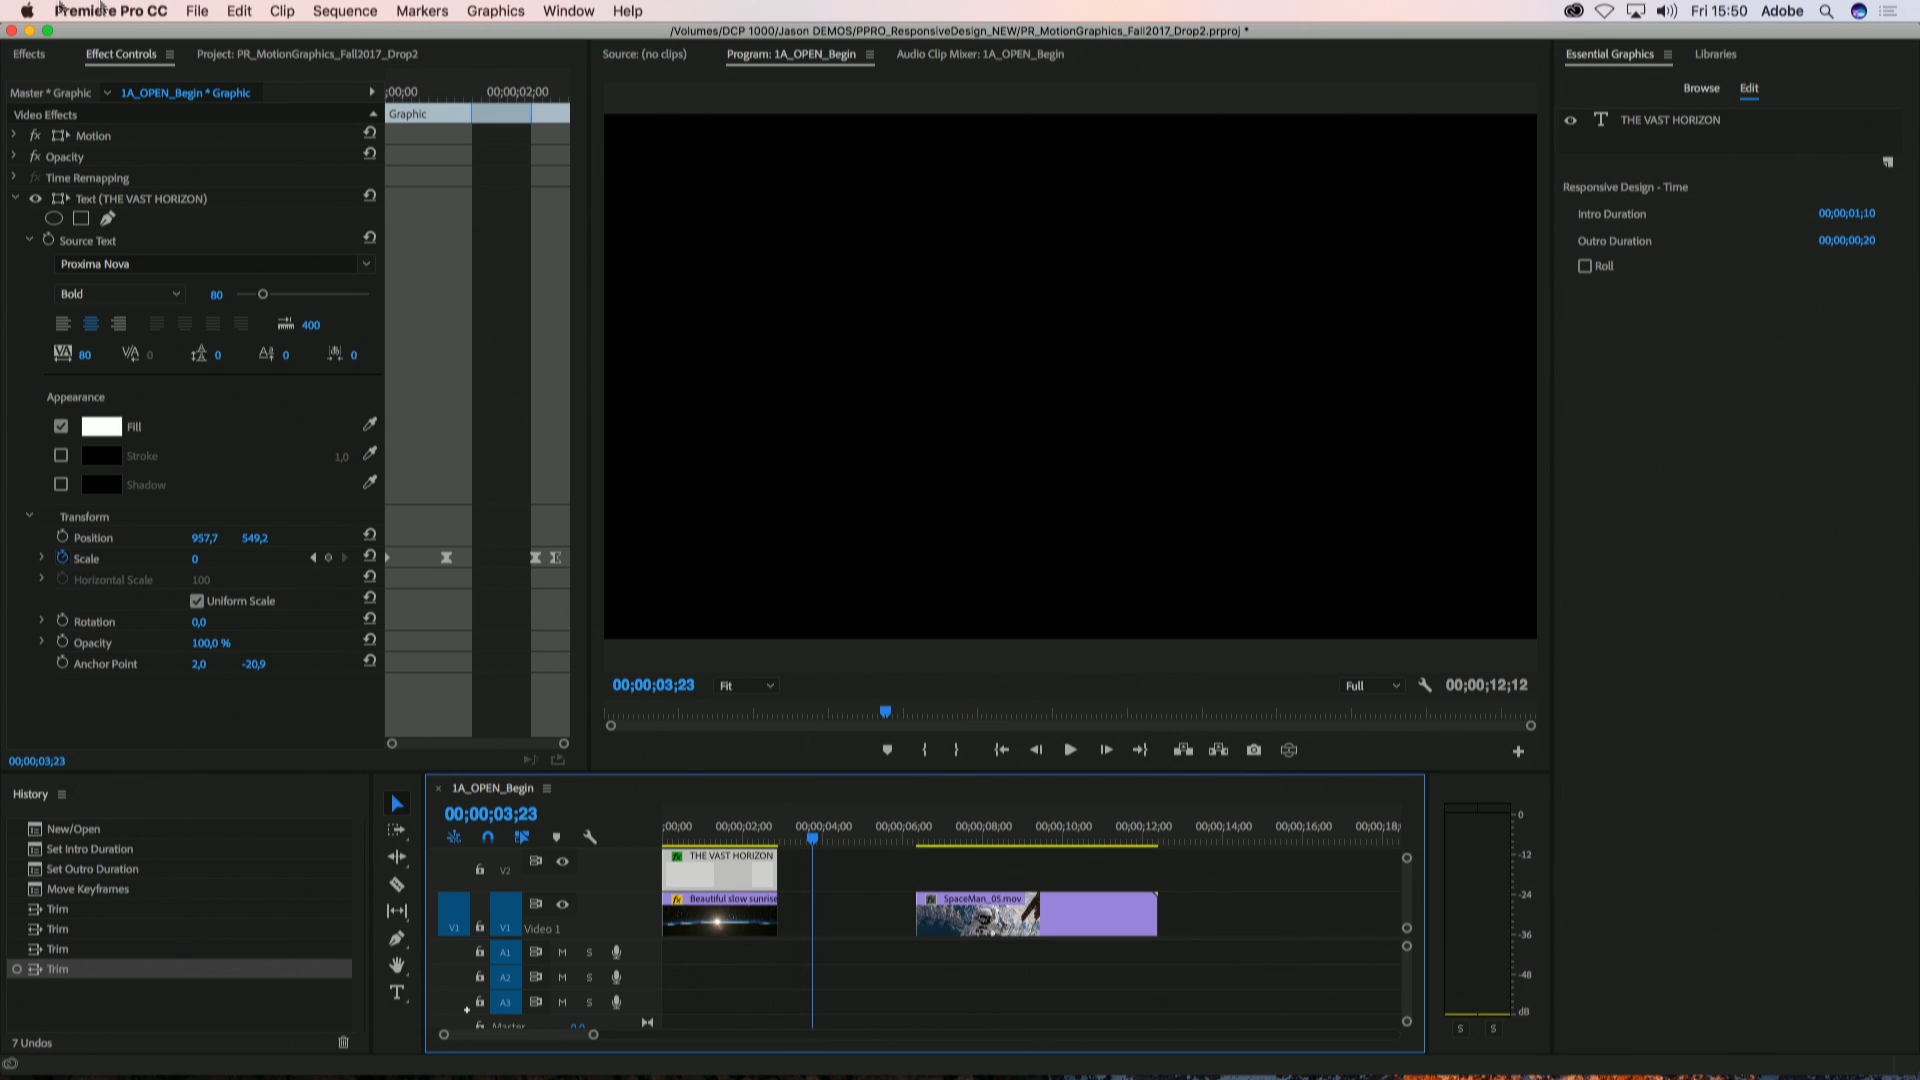 Premiere Pro CC File Edit Clip Sequence Markers Graphics Window Help Fri 15:50 Adobe
/Volumes/DCP 1000/Jason DEMOS/PPRO_ResponsiveDesign_NEW/PR_MotionGraphics_Fall2017_Drop2.prproj *
Effects Effect Controls Project: PR_MotionGraphics_Fall2017_Drop2 Source: (no clips) Program: 1A_OPEN_Begin Audio Clip Mixer: 1A_OPEN_Begin Essential Graphics Libraries
Browse Edit
Master * Graphic 1A_OPEN_Begin * Graphic ;00;00 00;00;02;00
Video Effects Graphic
THE VAST HORIZON
fx Motion
fx Opacity
fx Time Remapping
Text (THE VAST HORIZON)
Responsive Design - Time
Intro Duration 00;00;01;10
Outro Duration 00;00;00;20
Roll
Source Text
Proxima Nova
Bold 80
400
80 0 0 0 0
Appearance
Fill
Stroke 1,0
Shadow
Transform
Position 957,7 549,2
Scale 0
Horizontal Scale 100
Uniform Scale
Rotation 0,0
Opacity 100,0 %
Anchor Point 2,0 -20,9
00;00;03;23 Fit Full 00;00;12;12
00;00;03;23
History
New/Open
Set Intro Duration
Set Outro Duration
Move Keyframes
Trim
Trim
Trim
Trim
7 Undos
1A_OPEN_Begin
00;00;03;23
;00;00 00;00;02;00 00;00;04;00 00;00;06;00 00;00;08;00 00;00;10;00 00;00;12;00 00;00;14;00 00;00;16;00 00;00;18;
V2 fx THE VAST HORIZON
fx Beautiful slow sunrise fx SpaceMan_05.mov
V1 V1 Video 1
A1 M S
A2 M S
A3 M S
Master 0,0
0
-12
-24
-36
-48
dB
S S